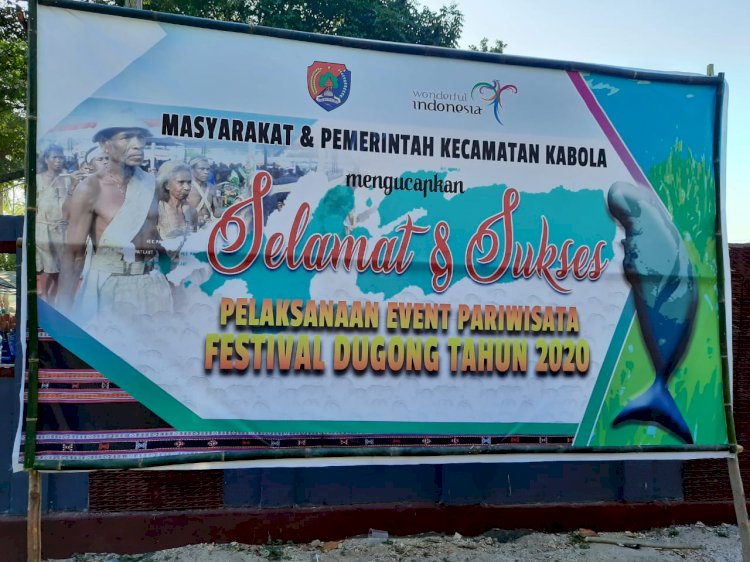 wonderful
indonesia
MASYARAKAT & PEMERINTAH KECAMATAN KABOLA
mengucapkan
Selamat & Sukses
PELAKSANAAN EVENT PARIWISATA
FESTIVAL DUGONG TAHUN 2020